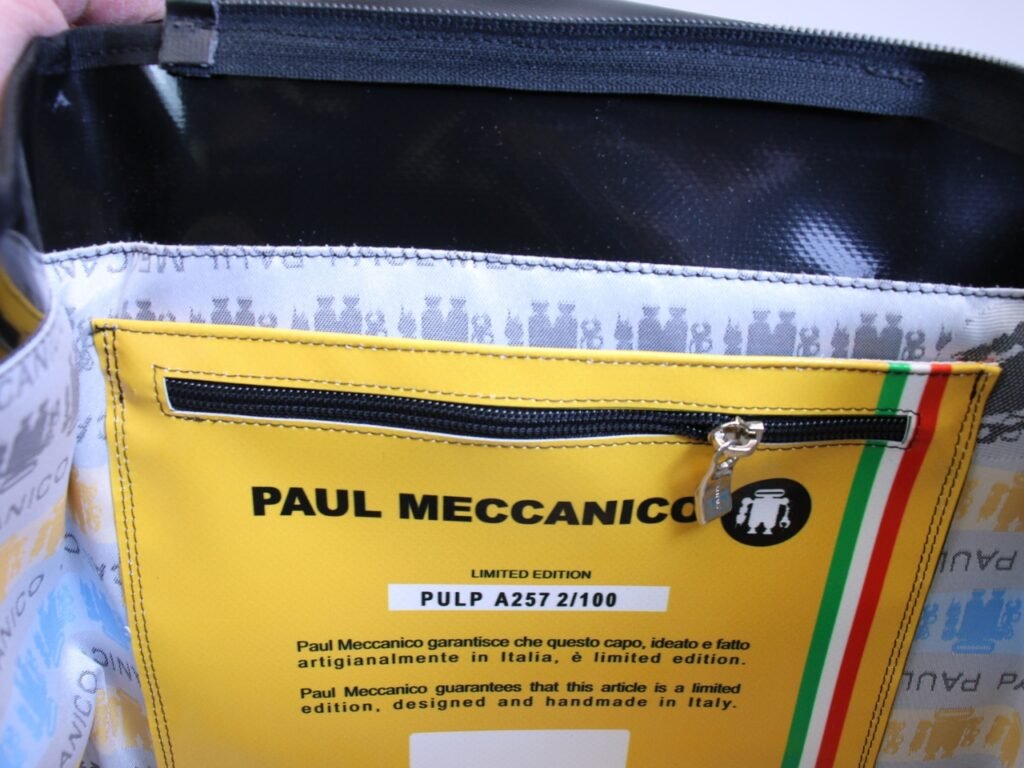 PAUL MECCANICO
LIMITED EDITION
PULP A257 2/100
Paul Meccanico garantisce che questo capo, ideato e fatto
artigianalmente in Italia, è limited edition.
Paul Meccanico guarantees that this article is a limited
edition, designed and handmade in Italy.